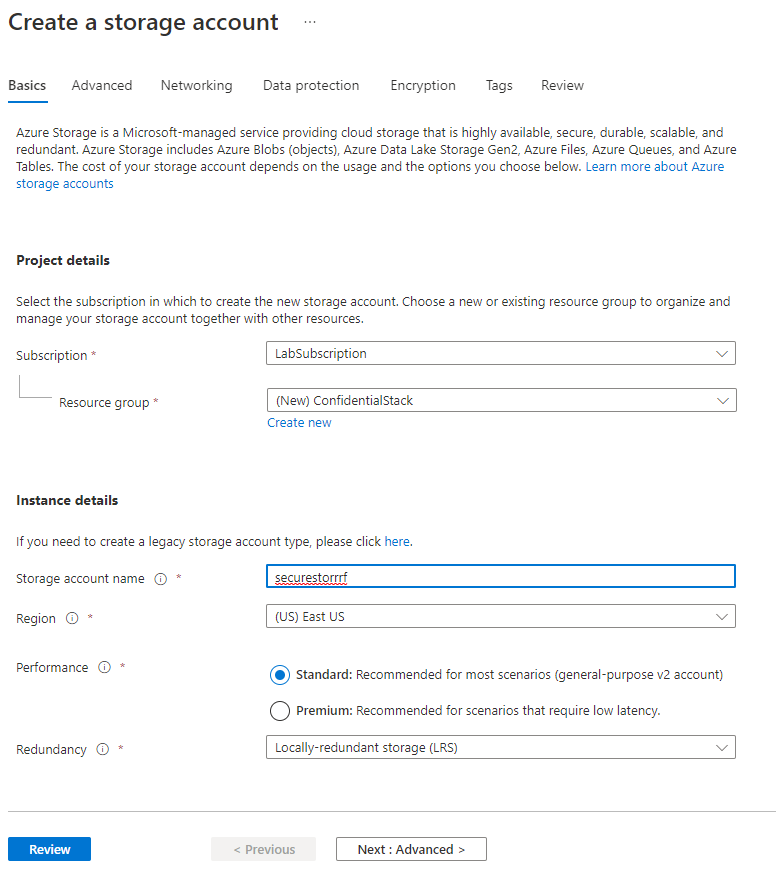 Create a storage account ...
Basics Advanced Networking Data protection Encryption Tags Review
Azure Storage is a Microsoft-managed service providing cloud storage that is highly available, secure, durable, scalable, and
redundant. Azure Storage includes Azure Blobs (objects), Azure Data Lake Storage Gen2, Azure Files, Azure Queues, and Azure
Tables. The cost of your storage account depends on the usage and the options you choose below. Learn more about Azure
storage accounts
Project details
Select the subscription in which to create the new storage account. Choose a new or existing resource group to organize and
manage your storage account together with other resources.
Subscription * LabSubscription
Resource group * (New) ConfidentialStack
Create new
Instance details
If you need to create a legacy storage account type, please click here.
Storage account name * securestorrrf
Region * (US) East US
Performance * Standard: Recommended for most scenarios (general-purpose v2 account)
Premium: Recommended for scenarios that require low latency.
Redundancy * Locally-redundant storage (LRS)
Review < Previous Next : Advanced >